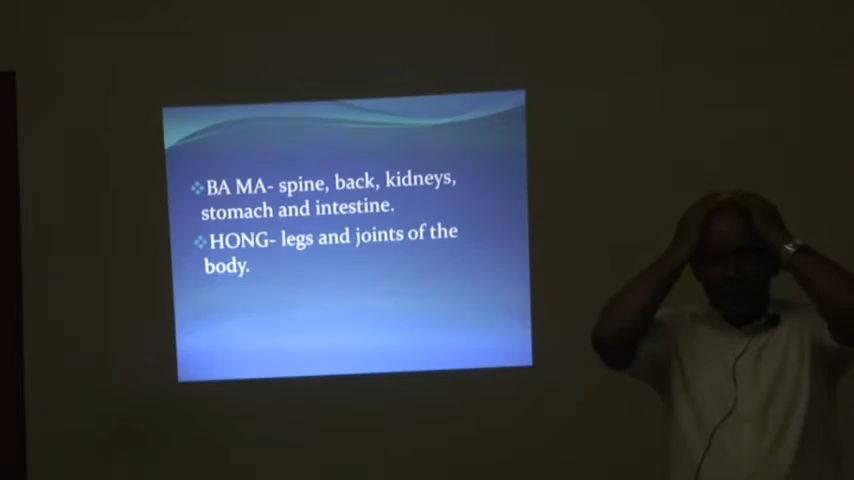 BA MA- spine, back, kidneys,
stomach and intestine.
HONG- legs and joints of the
body.